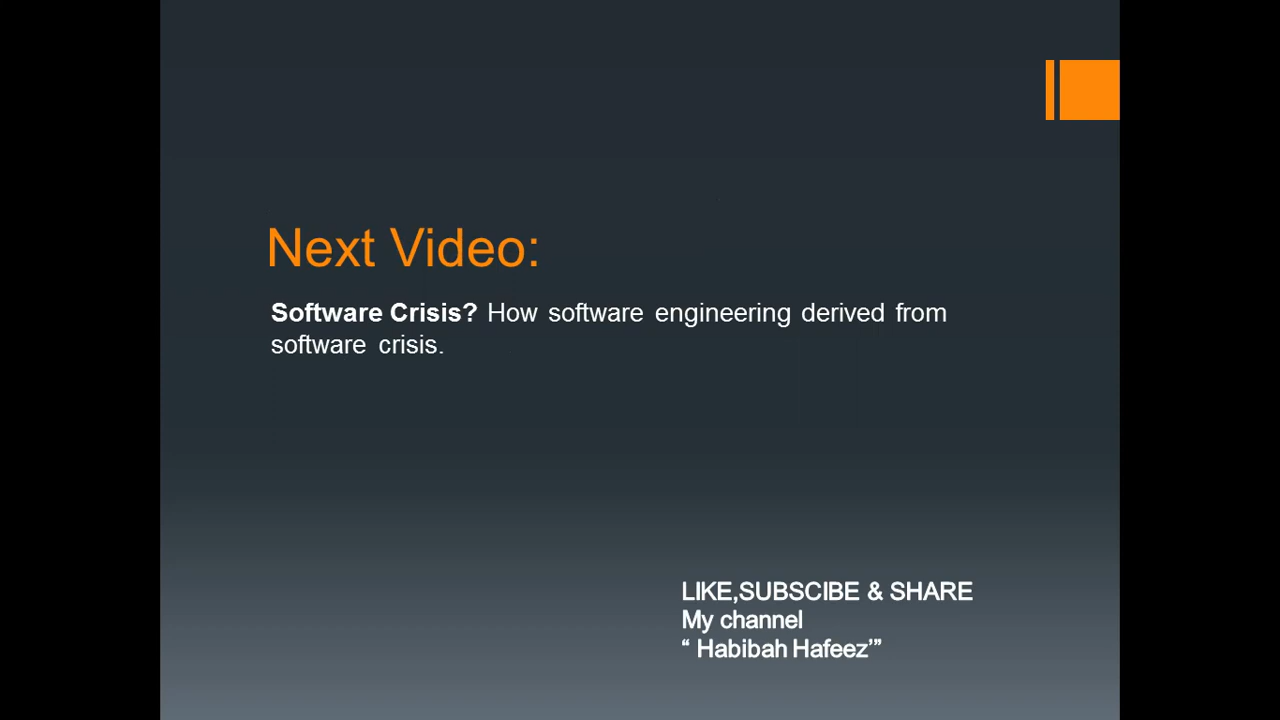 Next Video:
Software Crisis? How software engineering derived from
software crisis.
LIKE,SUBSCIBE & SHARE
My channel
“ Habibah Hafeez’”